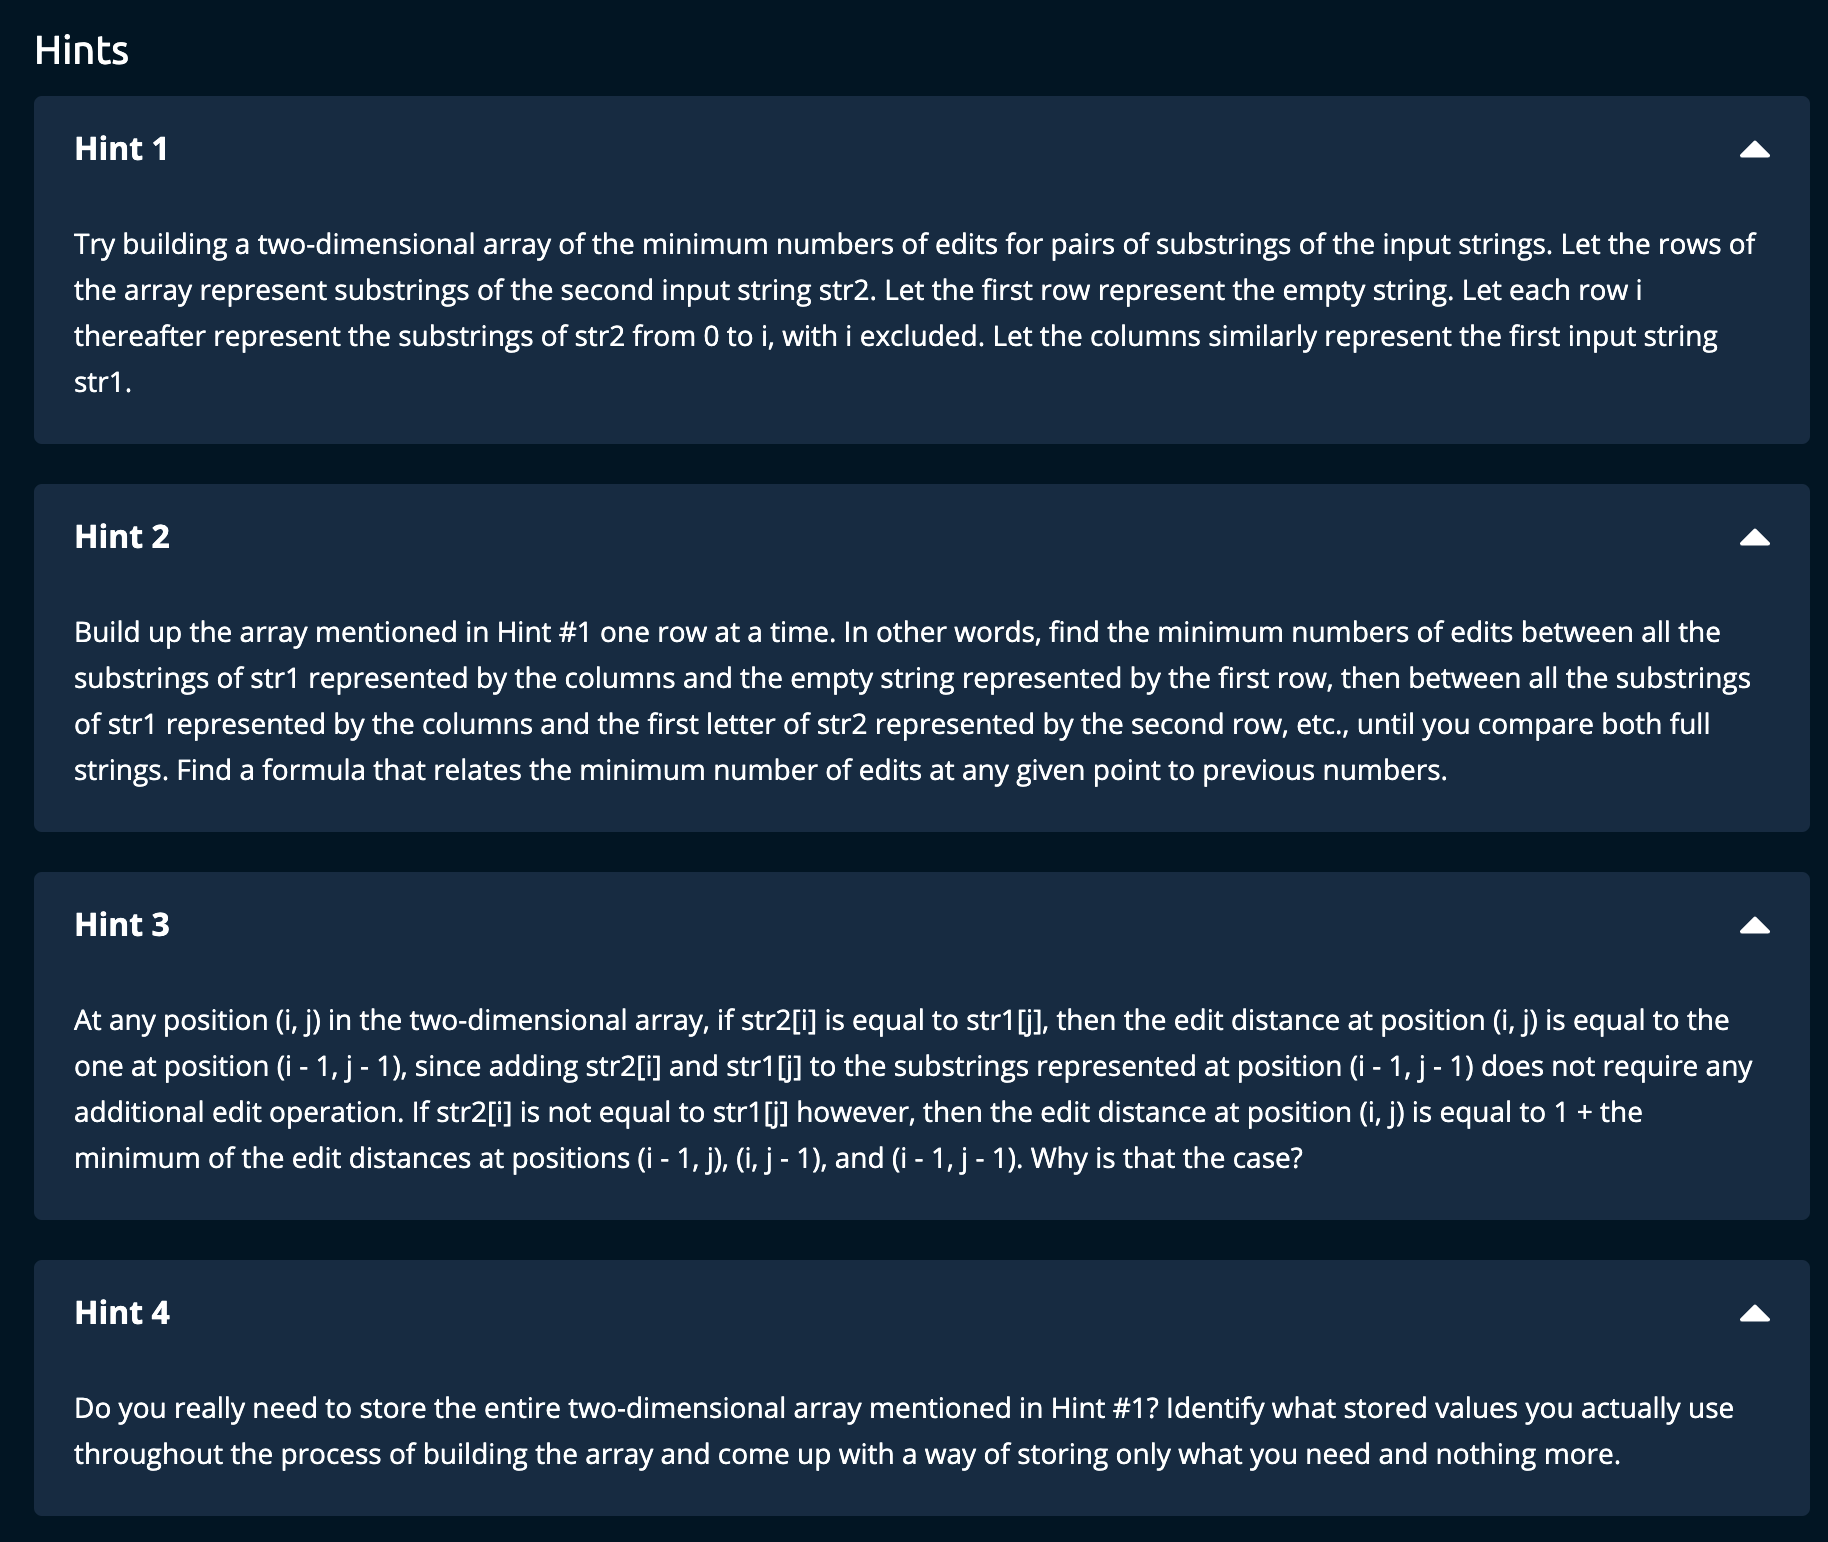 Hints
Hint 1
Try building a two-dimensional array of the minimum numbers of edits for pairs of substrings of the input strings. Let the rows of
the array represent substrings of the second input string str2. Let the first row represent the empty string. Let each row i
thereafter represent the substrings of str2 from 0 to i, with i excluded. Let the columns similarly represent the first input string
str1.
Hint 2
Build up the array mentioned in Hint #1 one row at a time. In other words, find the minimum numbers of edits between all the
substrings of str1 represented by the columns and the empty string represented by the first row, then between all the substrings
of str1 represented by the columns and the first letter of str2 represented by the second row, etc., until you compare both full
strings. Find a formula that relates the minimum number of edits at any given point to previous numbers.
Hint 3
At any position (i, j) in the two-dimensional array, if str2[i] is equal to str1[j], then the edit distance at position (i, j) is equal to the
one at position (i - 1, j - 1), since adding str2[i] and str1[j] to the substrings represented at position (i - 1, j - 1) does not require any
additional edit operation. If str2[i] is not equal to str1[j] however, then the edit distance at position (i, j) is equal to 1 + the
minimum of the edit distances at positions (i - 1, j), (i, j - 1), and (i - 1, j - 1). Why is that the case?
Hint 4
Do you really need to store the entire two-dimensional array mentioned in Hint #1? Identify what stored values you actually use
throughout the process of building the array and come up with a way of storing only what you need and nothing more.